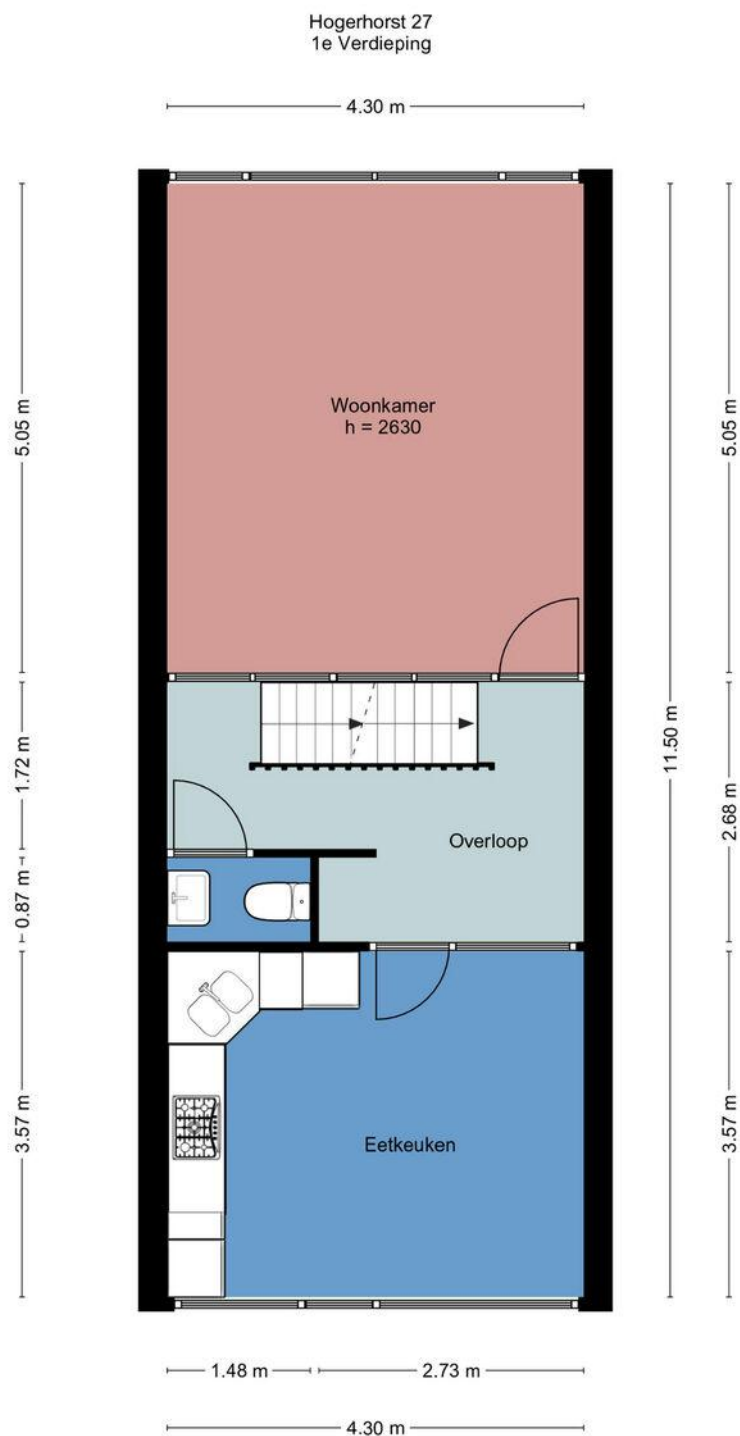 Hogerhorst 27
1e Verdieping
4.30 m
5.05 m
5.05 m
Woonkamer
h = 2630
11.50 m
1.72 m
2.68 m
Overloop
0.87 m
3.57 m
3.57 m
Eetkeuken
1.48 m
2.73 m
4.30 m